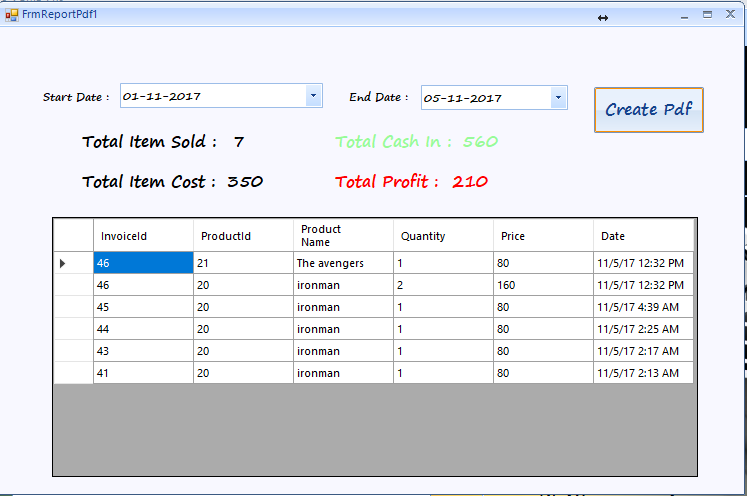 FrmReportPdf1
Start Date : 01-11-2017 End Date : 05-11-2017 Create Pdf
Total Item Sold : 7 Total Cash In : 560
Total Item Cost : 350 Total Profit : 210
InvoiceId ProductId Product Name Quantity Price Date
46 21 The avengers 1 80 11/5/17 12:32 PM
46 20 ironman 2 160 11/5/17 12:32 PM
45 20 ironman 1 80 11/5/17 4:39 AM
44 20 ironman 1 80 11/5/17 2:25 AM
43 20 ironman 1 80 11/5/17 2:17 AM
41 20 ironman 1 80 11/5/17 2:13 AM